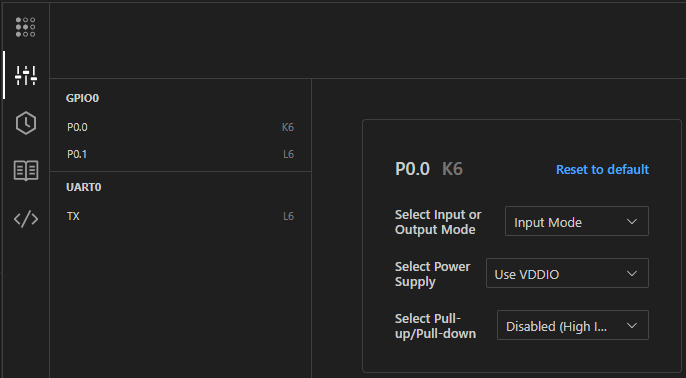 GPIO0
P0.0 K6
P0.1 L6
UART0
TX L6
P0.0 K6 Reset to default
Select Input or
Output Mode
Input Mode
Select Power
Supply
Use VDDIO
Select Pull-
up/Pull-down
Disabled (High I...